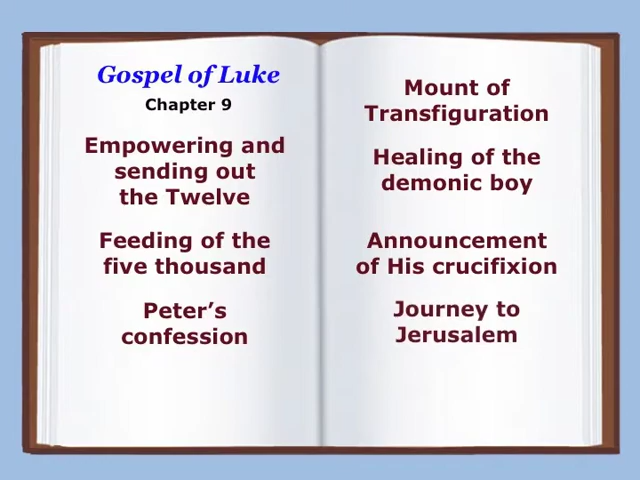 Gospel of Luke
Chapter 9
Empowering and
sending out
the Twelve
Feeding of the
five thousand
Peter’s
confession
Mount of
Transfiguration
Healing of the
demonic boy
Announcement
of His crucifixion
Journey to
Jerusalem